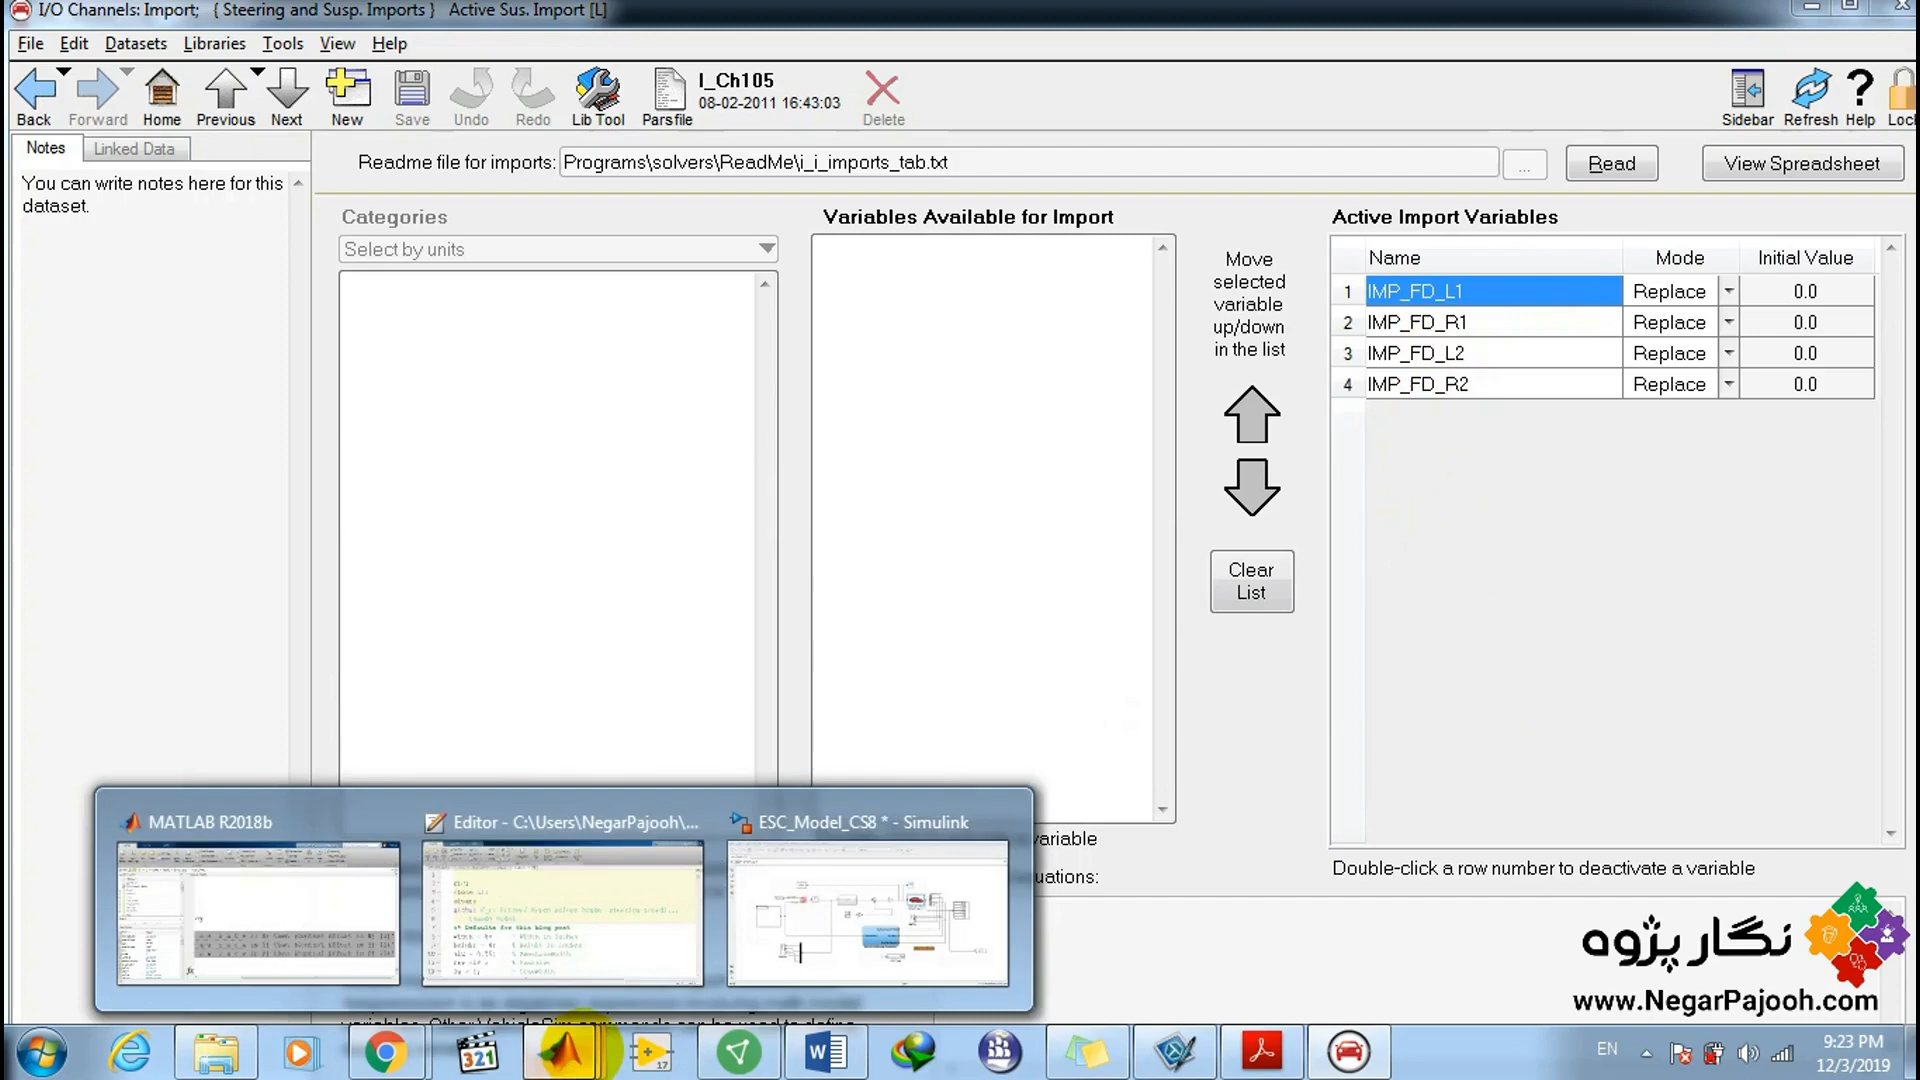 I/O Channels: Import; { Steering and Susp. Imports } Active Sus. Import [L]
File Edit Datasets Libraries Tools View Help
Back Forward Home Previous Next New Save Undo Redo Lib Tool Parsfile
I_Ch105
08-02-2011 16:43:03
Delete
Sidebar Refresh Help Lock
Notes Linked Data
You can write notes here for this
dataset.
Readme file for imports: Programs\solvers\ReadMe\i_i_imports_tab.txt ... Read View Spreadsheet
Categories
Select by units
Variables Available for Import
Move
selected
variable
up/down
in the list
Clear
List
Active Import Variables
Name Mode Initial Value
1 IMP_FD_L1 Replace 0.0
2 IMP_FD_R1 Replace 0.0
3 IMP_FD_L2 Replace 0.0
4 IMP_FD_R2 Replace 0.0
variable
uations:
Double-click a row number to deactivate a variable
MATLAB R2018b
Editor - C:\Users\NegarPajooh\...
ESC_Model_CS8 * - Simulink
نگار پژوه
www.NegarPajooh.com
321
17
EN
9:23 PM
12/3/2019